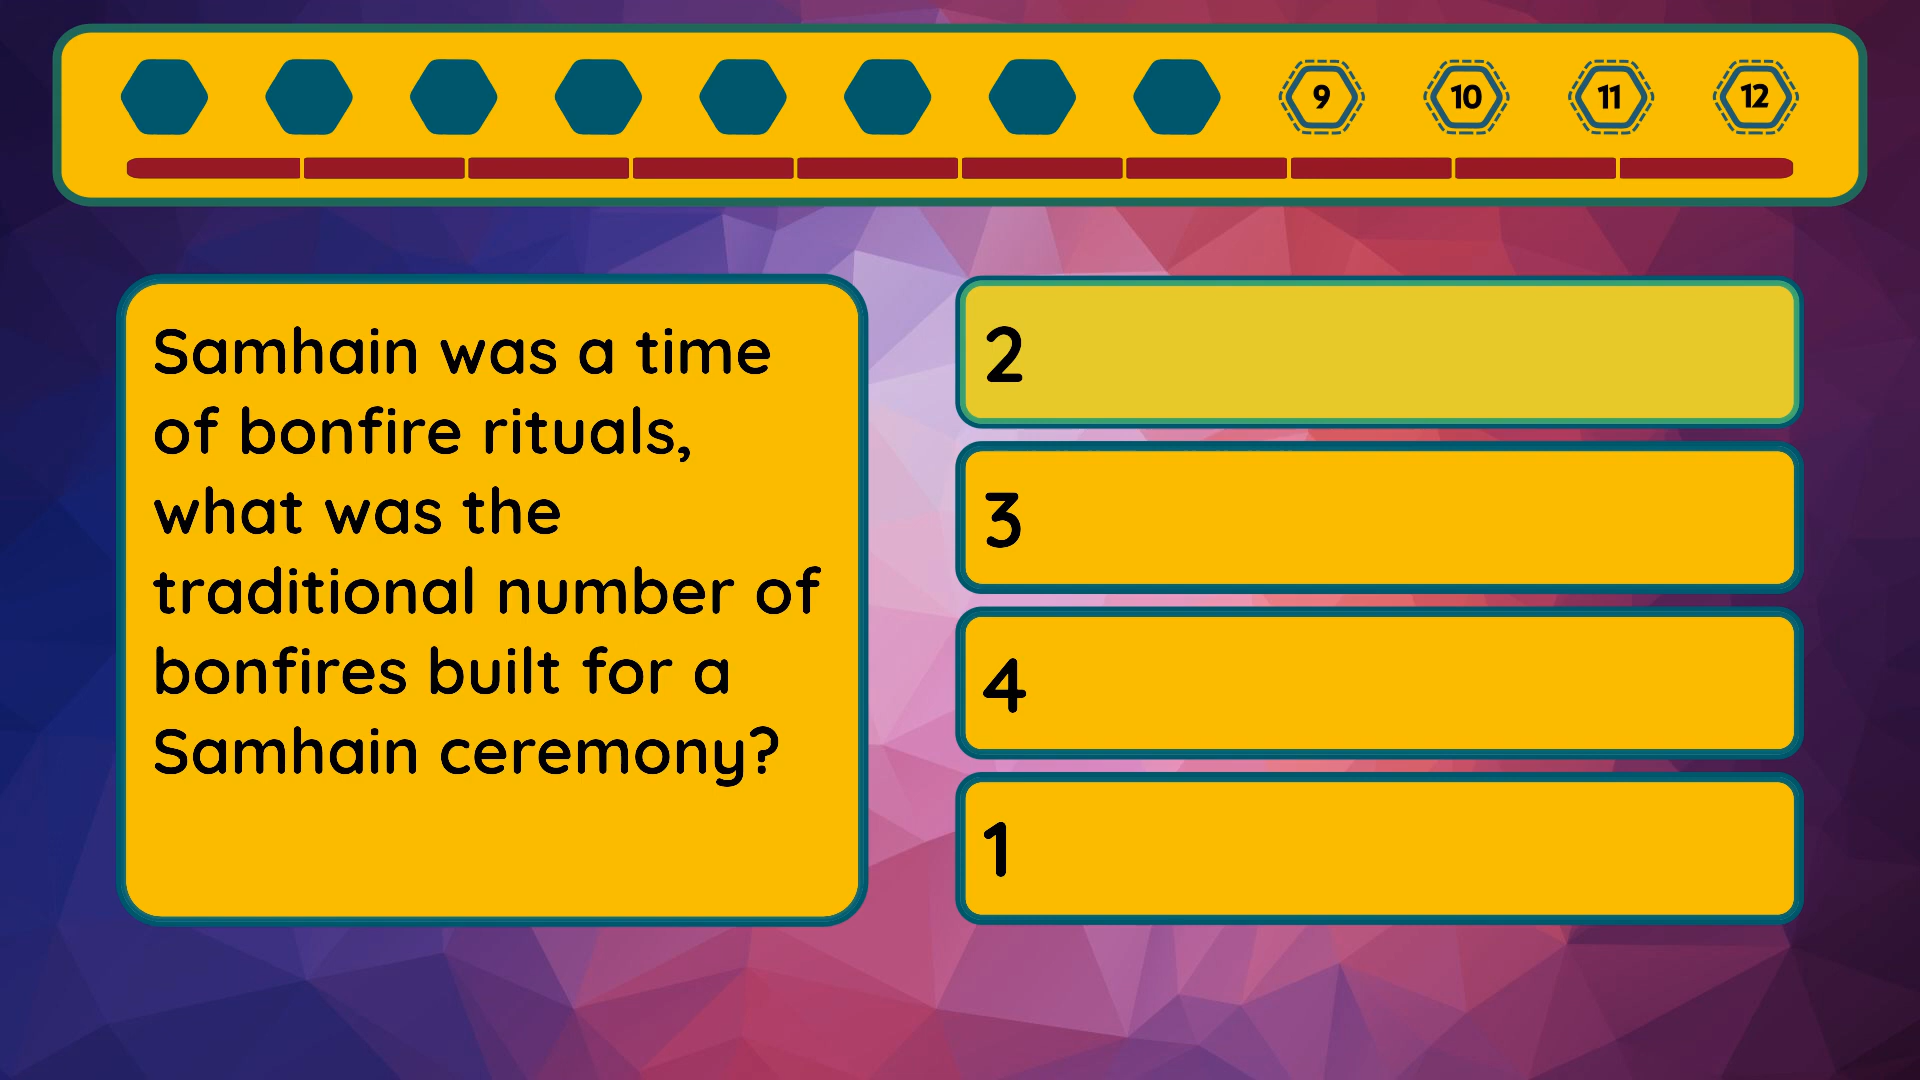 9 10 11 12
Samhain was a time
of bonfire rituals,
what was the
traditional number of
bonfires built for a
Samhain ceremony?
2
3
4
1